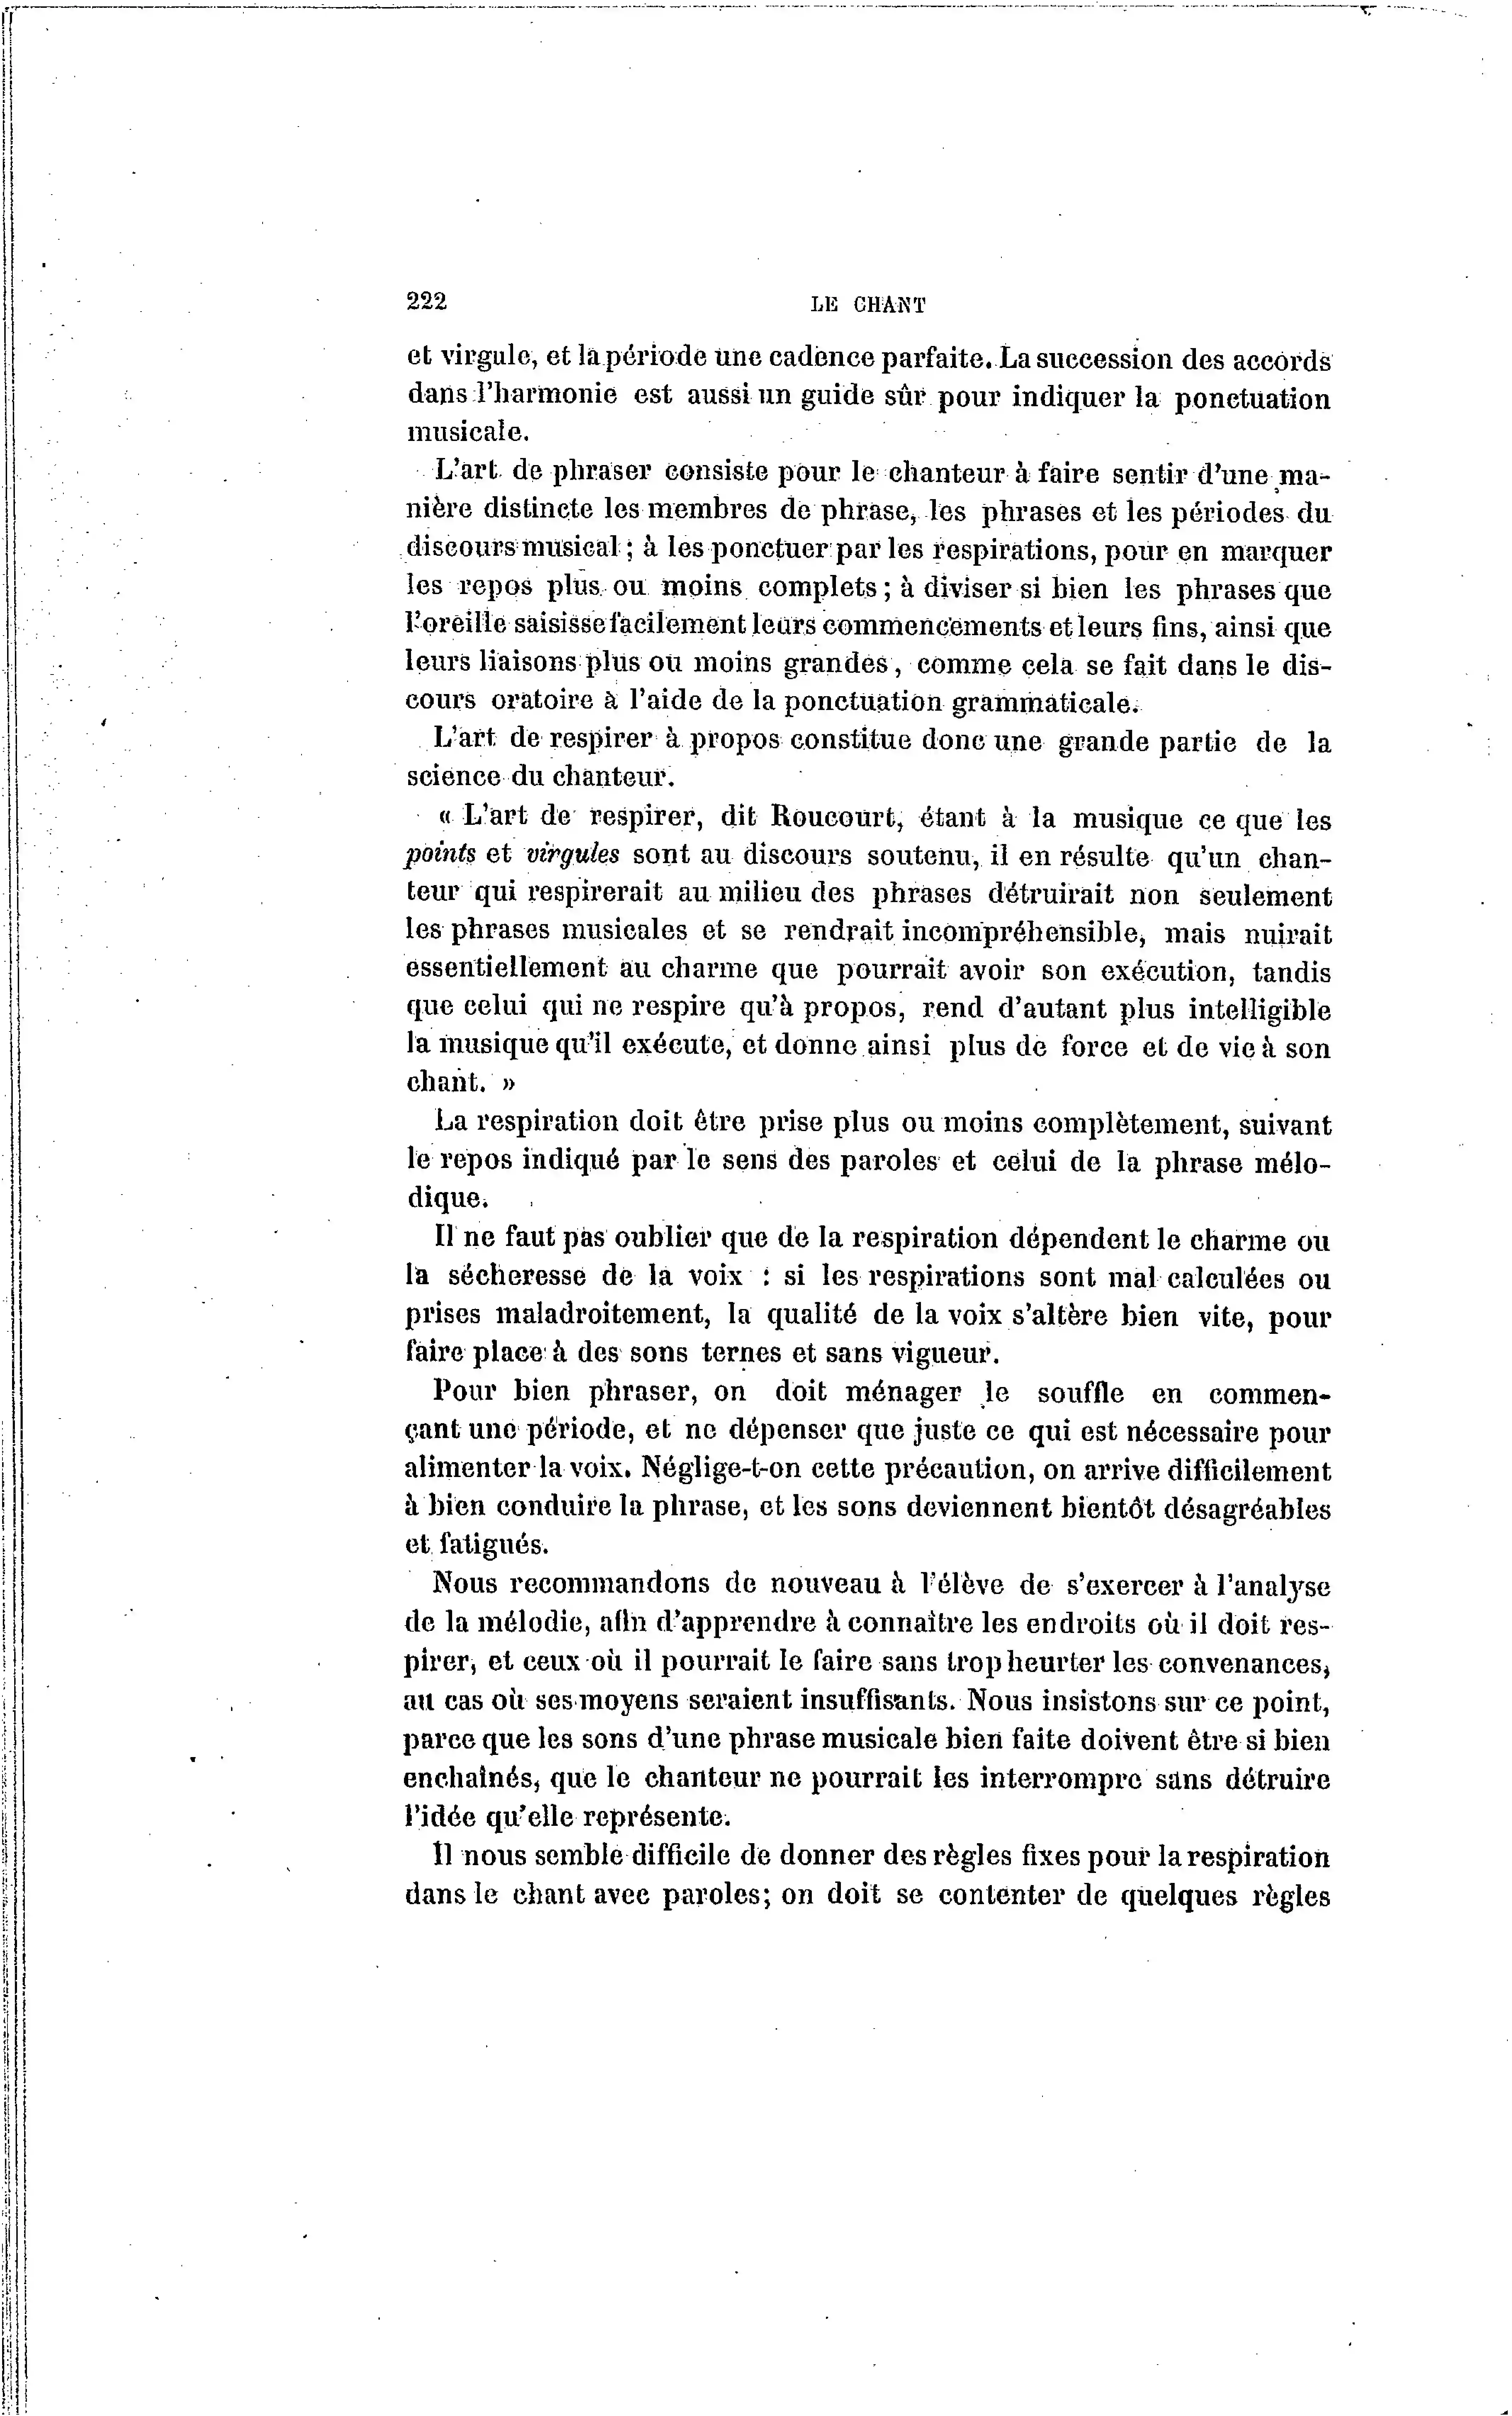 222 LE CHANT
et virgule, et la période une cadence parfaite. La succession des accords
dans l'harmonie est aussi un guide sûr pour indiquer la ponctuation
musicale.
L'art de phraser consiste pour le chanteur à faire sentir d'une ma-
nière distincte les membres de phrase, les phrases et les périodes du
discours musical ; à les ponctuer par les respirations, pour en marquer
les repos plus ou moins complets ; à diviser si bien les phrases que
l'oreille saisisse facilement leurs commencements et leurs fins, ainsi que
leurs liaisons plus ou moins grandes, comme cela se fait dans le dis-
cours oratoire à l'aide de la ponctuation grammaticale.
L'art de respirer à propos constitue donc une grande partie de la
science du chanteur.
« L'art de respirer, dit Roucourt, étant à la musique ce que les
points et virgules sont au discours soutenu, il en résulte qu'un chan-
teur qui respirerait au milieu des phrases détruirait non seulement
les phrases musicales et se rendrait incompréhensible, mais nuirait
essentiellement au charme que pourrait avoir son exécution, tandis
que celui qui ne respire qu'à propos, rend d'autant plus intelligible
la musique qu'il exécute, et donne ainsi plus de force et de vie à son
chant. »
La respiration doit être prise plus ou moins complètement, suivant
le repos indiqué par le sens des paroles et celui de la phrase mélo-
dique.
Il ne faut pas oublier que de la respiration dépendent le charme ou
la sécheresse de la voix : si les respirations sont mal calculées ou
prises maladroitement, la qualité de la voix s'altère bien vite, pour
faire place à des sons ternes et sans vigueur.
Pour bien phraser, on doit ménager le souffle en commen-
çant une période, et ne dépenser que juste ce qui est nécessaire pour
alimenter la voix. Néglige-t-on cette précaution, on arrive difficilement
à bien conduire la phrase, et les sons deviennent bientôt désagréables
et fatigués.
Nous recommandons de nouveau à l'élève de s'exercer à l'analyse
de la mélodie, afin d'apprendre à connaître les endroits où il doit res-
pirer, et ceux où il pourrait le faire sans trop heurter les convenances,
au cas où ses moyens seraient insuffisants. Nous insistons sur ce point,
parce que les sons d'une phrase musicale bien faite doivent être si bien
enchaînés, que le chanteur ne pourrait les interrompre sans détruire
l'idée qu'elle représente.
Il nous semble difficile de donner des règles fixes pour la respiration
dans le chant avec paroles; on doit se contenter de quelques règles